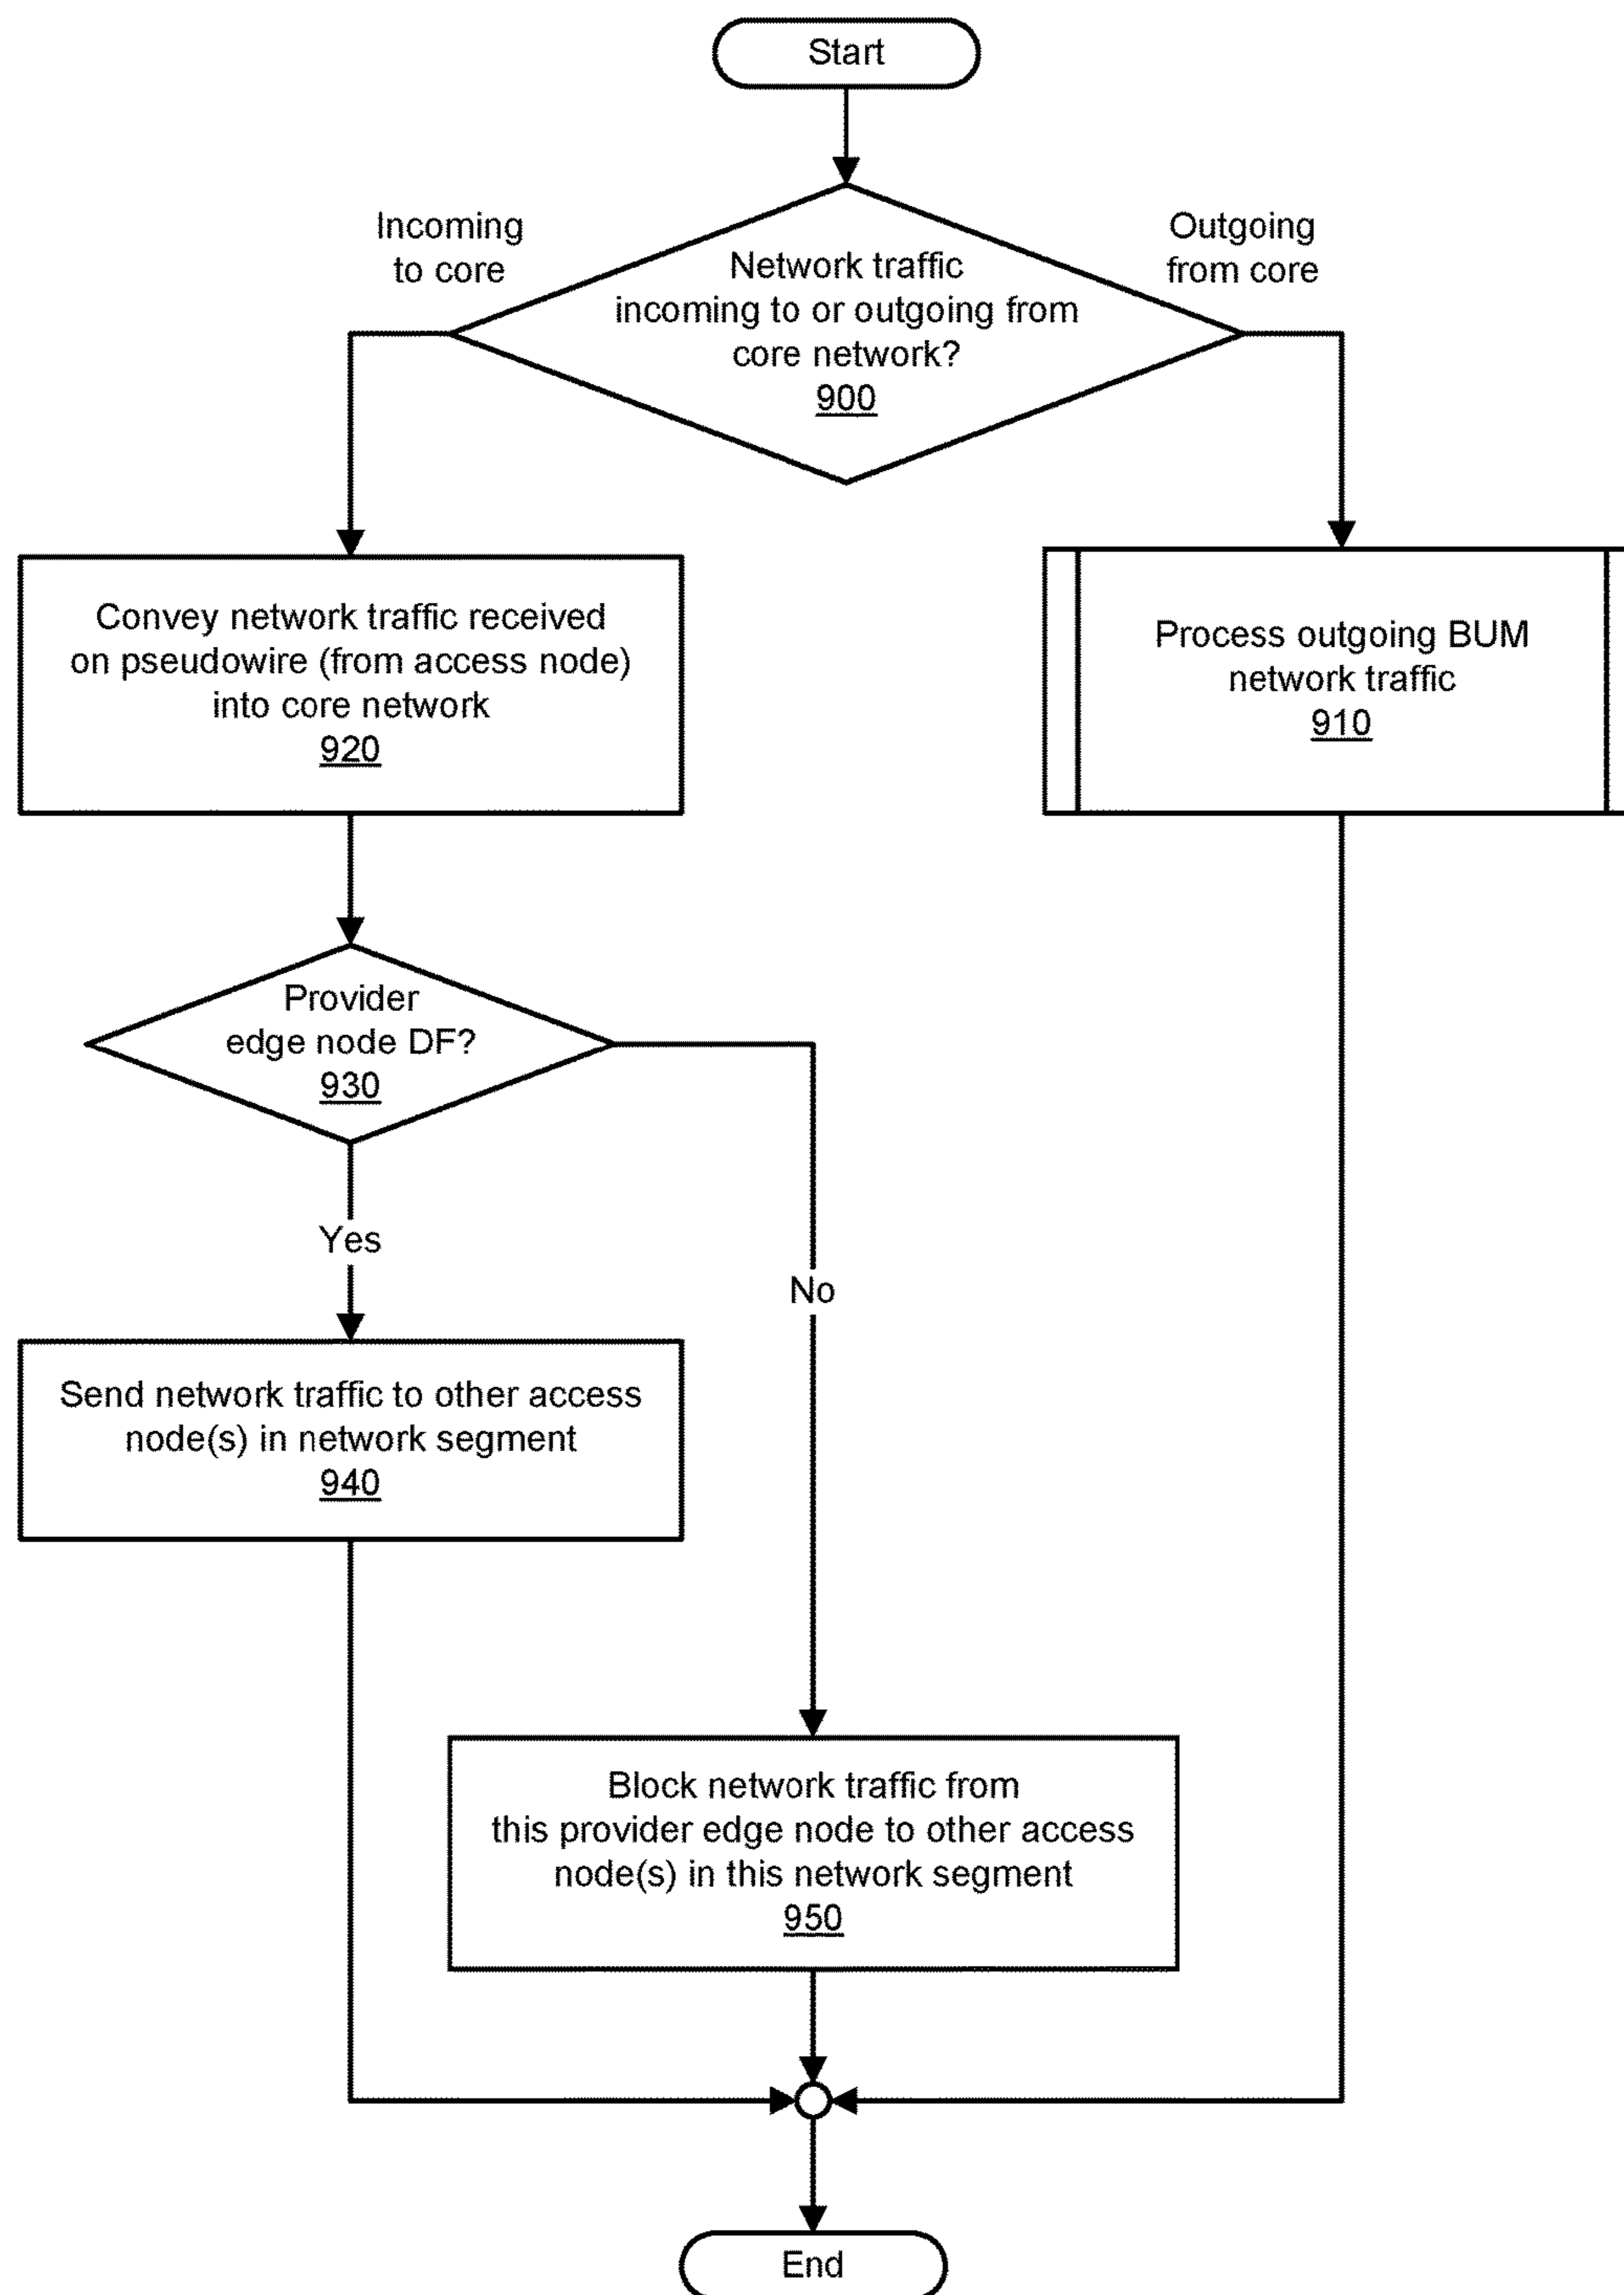 Start
Incoming
to core
Network traffic
incoming to or outgoing from
core network?
900
Outgoing
from core
Convey network traffic received
on pseudowire (from access node)
into core network
920
Process outgoing BUM
network traffic
910
Provider
edge node DF?
930
Yes
No
Send network traffic to other access
node(s) in network segment
940
Block network traffic from
this provider edge node to other access
node(s) in this network segment
950
End